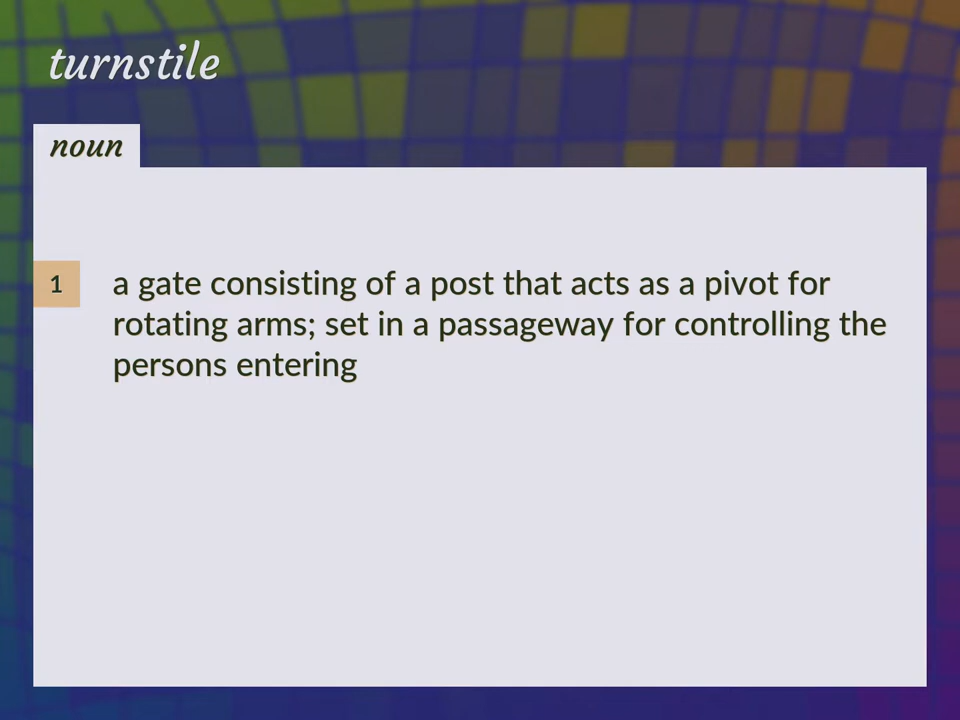 turnstile
noun
1
a gate consisting of a post that acts as a pivot for
rotating arms; set in a passageway for controlling the
persons entering